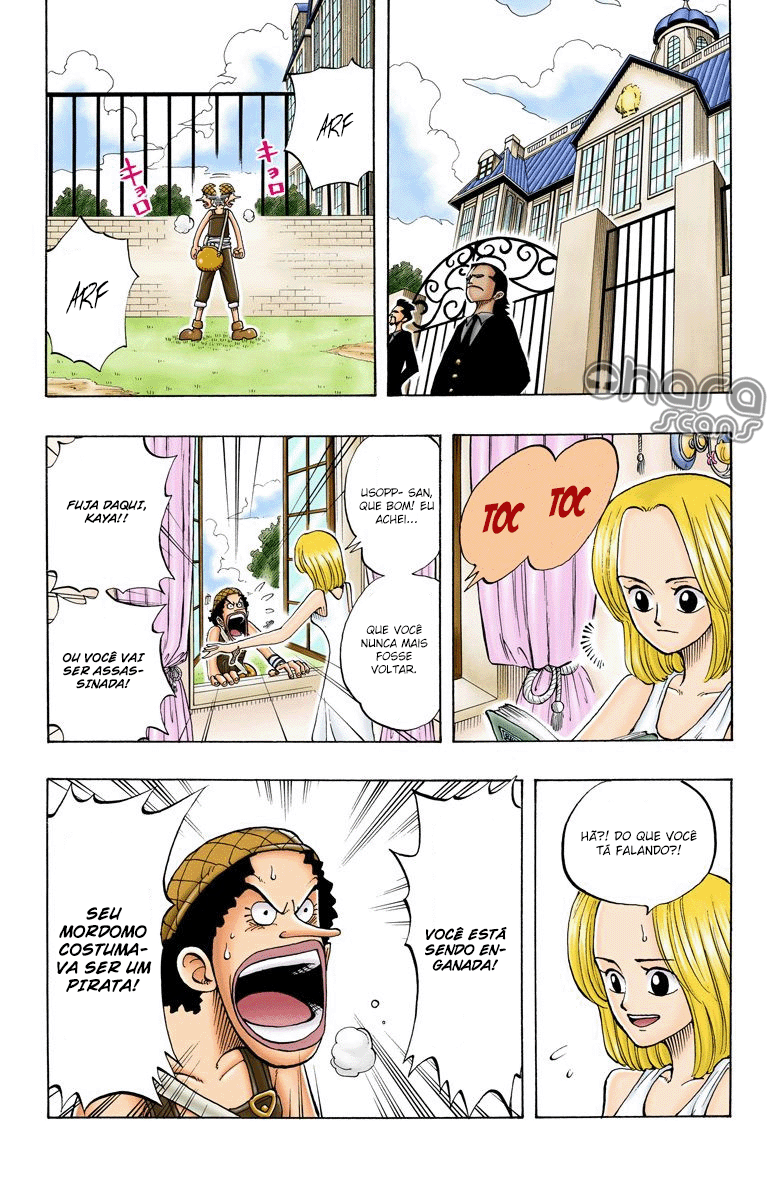 ARF
キョロ
キョロ
ARF
ohara
scans
TOC TOC
USOPP- SAN,
QUE BOM! EU
ACHEI...
QUE VOCÊ
NUNCA MAIS
FOSSE
VOLTAR.
FUJA DAQUI,
KAYA!!
OU VOCÊ VAI
SER ASSAS-
SINADA!
HÃ?! DO QUE VOCÊ
TÁ FALANDO?!
VOCÊ ESTÁ
SENDO EN-
GANADA!
SEU
MORDOMO
COSTUMA-
VA SER UM
PIRATA!